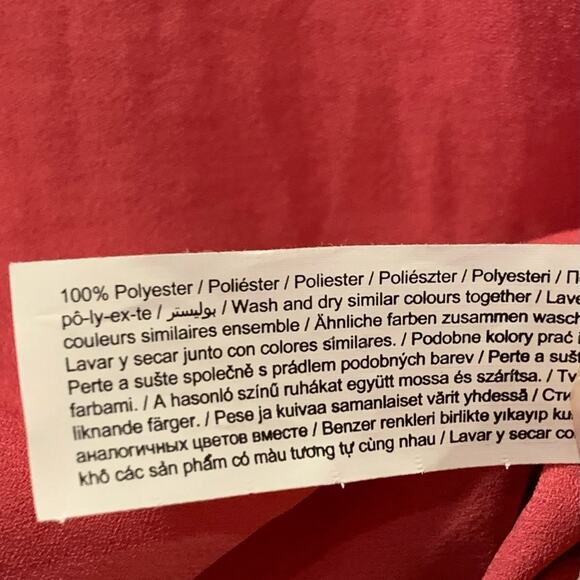 100% Polyester / Poliéster / Poliester / Poliészter / Polyesteri / П
pô-ly-ex-te / بوليستر / Wash and dry similar colours together / Lave
couleurs similaires ensemble / Ähnliche farben zusammen wasch
Lavar y secar junto con colores similares. / Podobne kolory prać i
Perte a sušte společně s prádlem podobných barev / Perte a sušt
farbami. / A hasonló színű ruhákat együtt mossa és szárítsa. / Tv
liknande färger. / Pese ja kuivaa samanlaiset värit yhdessä / Сти
аналогичных цветов вместе / Benzer renkleri birlikte yıkayıp ku
khô các sản phẩm có màu tương tự cùng nhau / Lavar y secar co